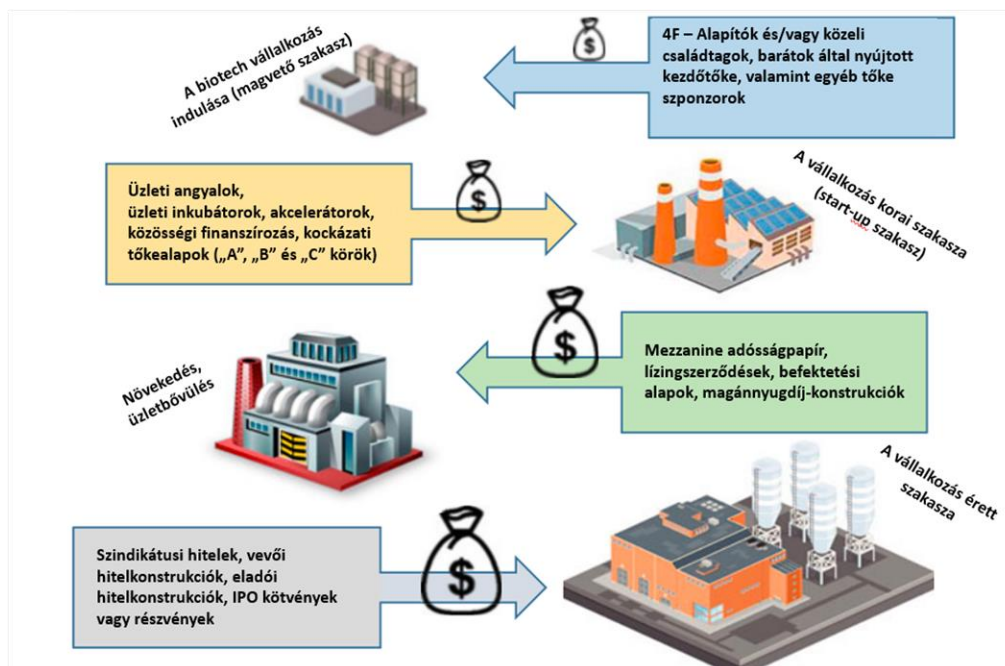 A biotech vállalkozás
indulása (magvető szakasz)
$
4F – Alapítók és/vagy közeli
családtagok, barátok által nyújtott
kezdőtőke, valamint egyéb tőke
szponzorok
Üzleti angyalok,
üzleti inkubátorok, akcelerátorok,
közösségi finanszírozás, kockázati
tőkealapok („A”, „B” és „C” körök)
$
A vállalkozás korai szakasza
(start-up szakasz)
Növekedés,
üzletbővülés
$
Mezzanine adósságpapír,
lízingszerződések, befektetési
alapok, magánnyugdíj-konstrukciók
Szindikátusi hitelek, vevői
hitelkonstrukciók, eladói
hitelkonstrukciók, IPO kötvények
vagy részvények
$
A vállalkozás érett
szakasza